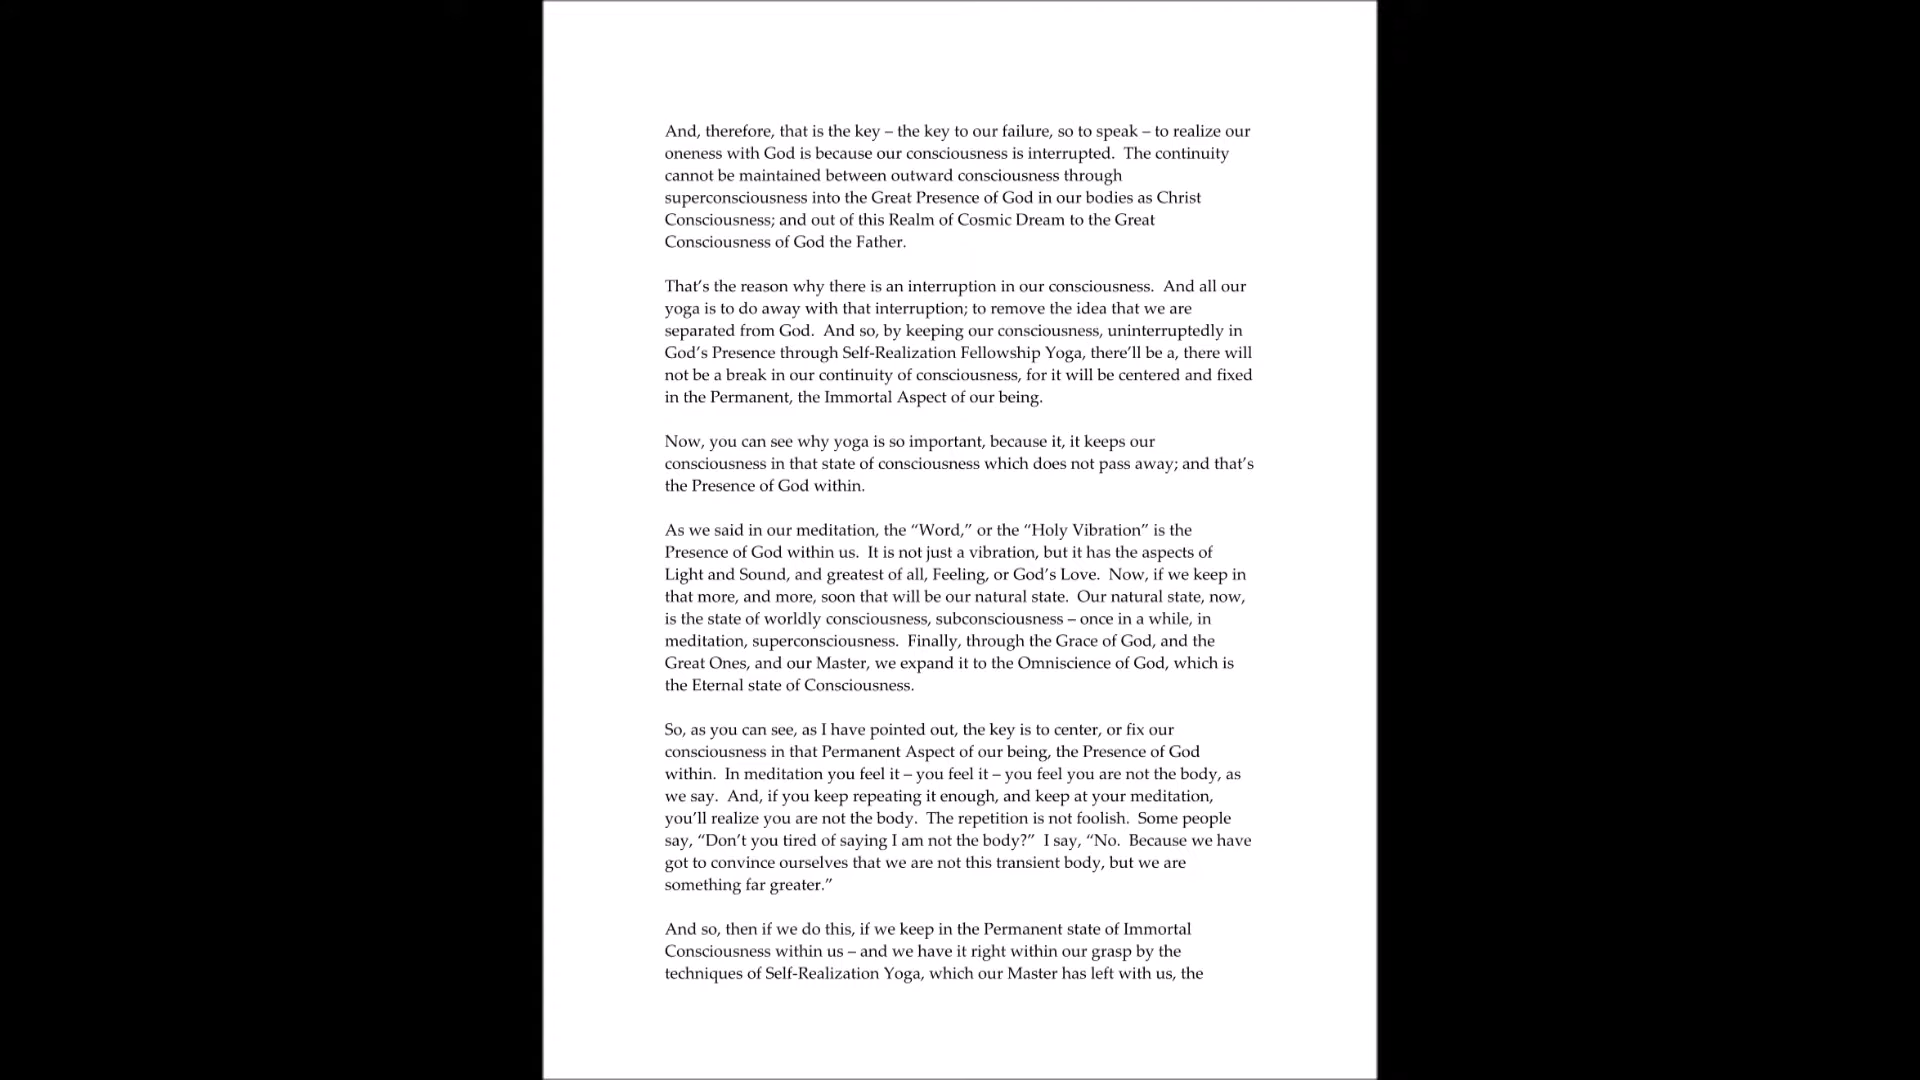 And, therefore, that is the key – the key to our failure, so to speak – to realize our
oneness with God is because our consciousness is interrupted.  The continuity
cannot be maintained between outward consciousness through
superconsciousness into the Great Presence of God in our bodies as Christ
Consciousness; and out of this Realm of Cosmic Dream to the Great
Consciousness of God the Father.
That’s the reason why there is an interruption in our consciousness.  And all our
yoga is to do away with that interruption; to remove the idea that we are
separated from God.  And so, by keeping our consciousness, uninterruptedly in
God’s Presence through Self-Realization Fellowship Yoga, there’ll be a, there will
not be a break in our continuity of consciousness, for it will be centered and fixed
in the Permanent, the Immortal Aspect of our being.
Now, you can see why yoga is so important, because it, it keeps our
consciousness in that state of consciousness which does not pass away; and that’s
the Presence of God within.
As we said in our meditation, the “Word,” or the “Holy Vibration” is the
Presence of God within us.  It is not just a vibration, but it has the aspects of
Light and Sound, and greatest of all, Feeling, or God’s Love.  Now, if we keep in
that more, and more, soon that will be our natural state.  Our natural state, now,
is the state of worldly consciousness, subconsciousness – once in a while, in
meditation, superconsciousness.  Finally, through the Grace of God, and the
Great Ones, and our Master, we expand it to the Omniscience of God, which is
the Eternal state of Consciousness.
So, as you can see, as I have pointed out, the key is to center, or fix our
consciousness in that Permanent Aspect of our being, the Presence of God
within.  In meditation you feel it – you feel it – you feel you are not the body, as
we say.  And, if you keep repeating it enough, and keep at your meditation,
you’ll realize you are not the body.  The repetition is not foolish.  Some people
say, “Don’t you tired of saying I am not the body?”  I say, “No.  Because we have
got to convince ourselves that we are not this transient body, but we are
something far greater.”
And so, then if we do this, if we keep in the Permanent state of Immortal
Consciousness within us – and we have it right within our grasp by the
techniques of Self-Realization Yoga, which our Master has left with us, the